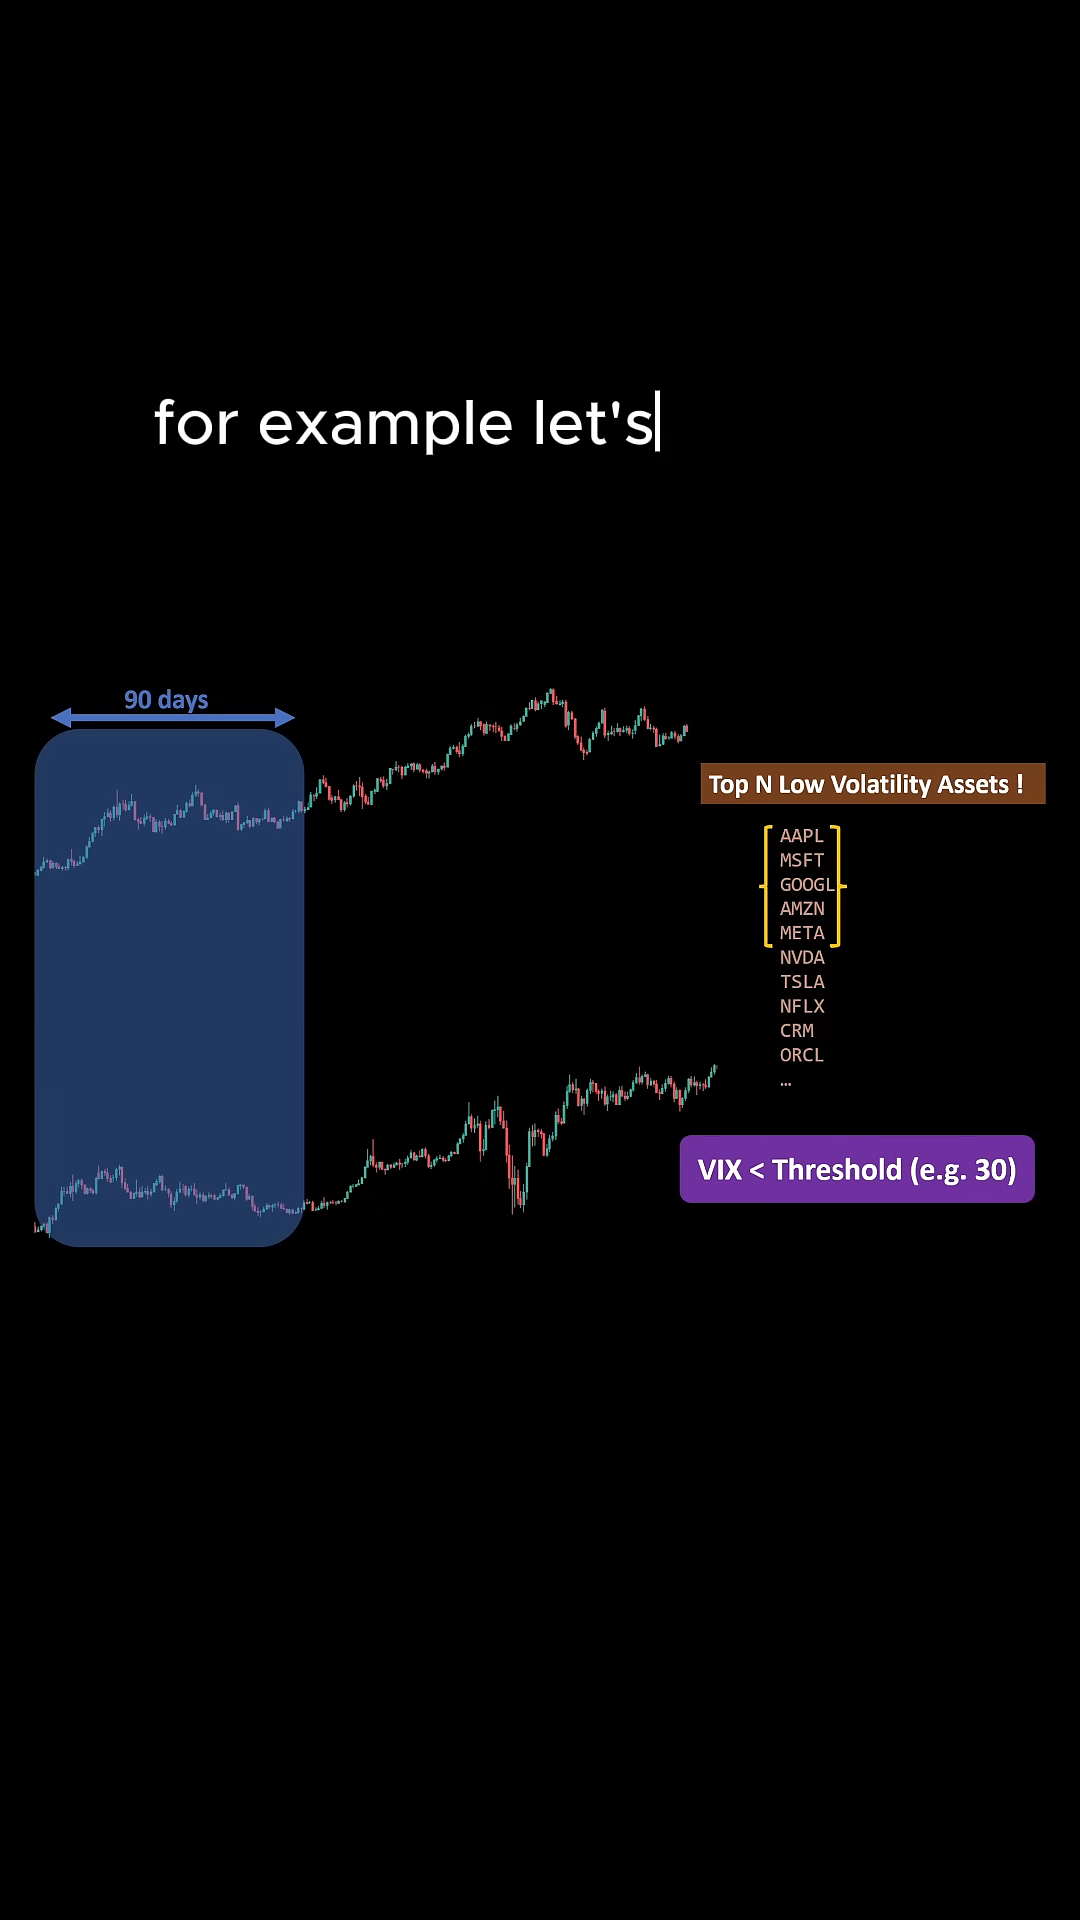 for example let's
90 days
Top N Low Volatility Assets !
AAPL
MSFT
GOOGL
AMZN
META
NVDA
TSLA
NFLX
CRM
ORCL
...
VIX < Threshold (e.g. 30)